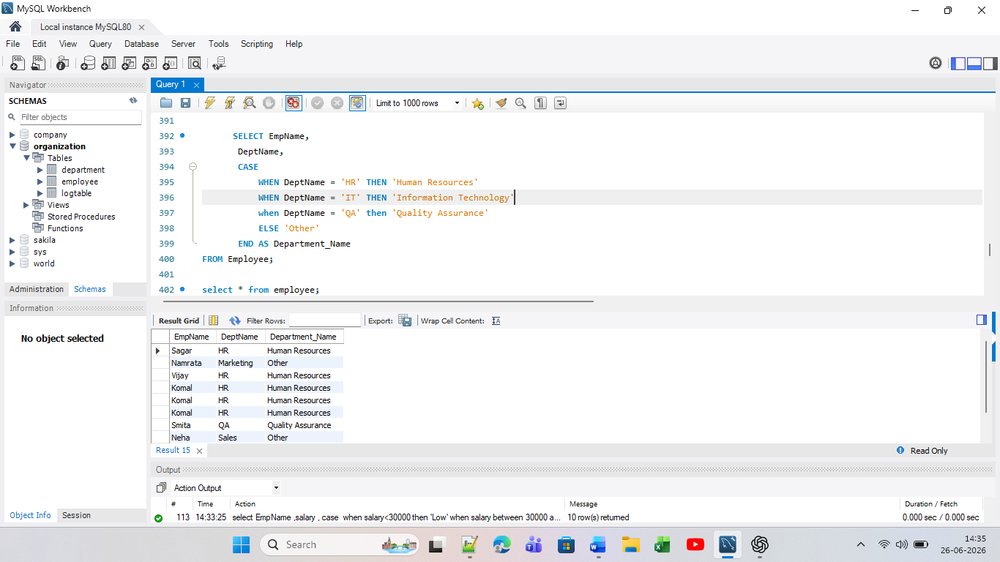 MySQL Workbench
Local instance MySQL80
File Edit View Query Database Server Tools Scripting Help
Navigator
SCHEMAS
Filter objects
company
organization
Tables
department
employee
logtable
Views
Stored Procedures
Functions
sakila
sys
world
Administration Schemas
Information
No object selected
Object Info Session
Query 1
Limit to 1000 rows
391
392 SELECT EmpName,
393 DeptName,
394 CASE
395 WHEN DeptName = 'HR' THEN 'Human Resources'
396 WHEN DeptName = 'IT' THEN 'Information Technology'
397 when DeptName = 'QA' then 'Quality Assurance'
398 ELSE 'Other'
399 END AS Department_Name
400 FROM Employee;
401
402 select * from employee;
Result Grid Filter Rows: Export: Wrap Cell Content:
EmpName DeptName Department_Name
Sagar HR Human Resources
Namrata Marketing Other
Vijay HR Human Resources
Komal HR Human Resources
Komal HR Human Resources
Komal HR Human Resources
Smita QA Quality Assurance
Neha Sales Other
Result 15 Read Only
Output
Action Output
# Time Action Message Duration / Fetch
113 14:33:25 select EmpName ,salary , case when salary<30000 then 'Low' when salary between 30000 a... 10 row(s) returned 0.000 sec / 0.000 sec
Search
14:35
26-06-2026